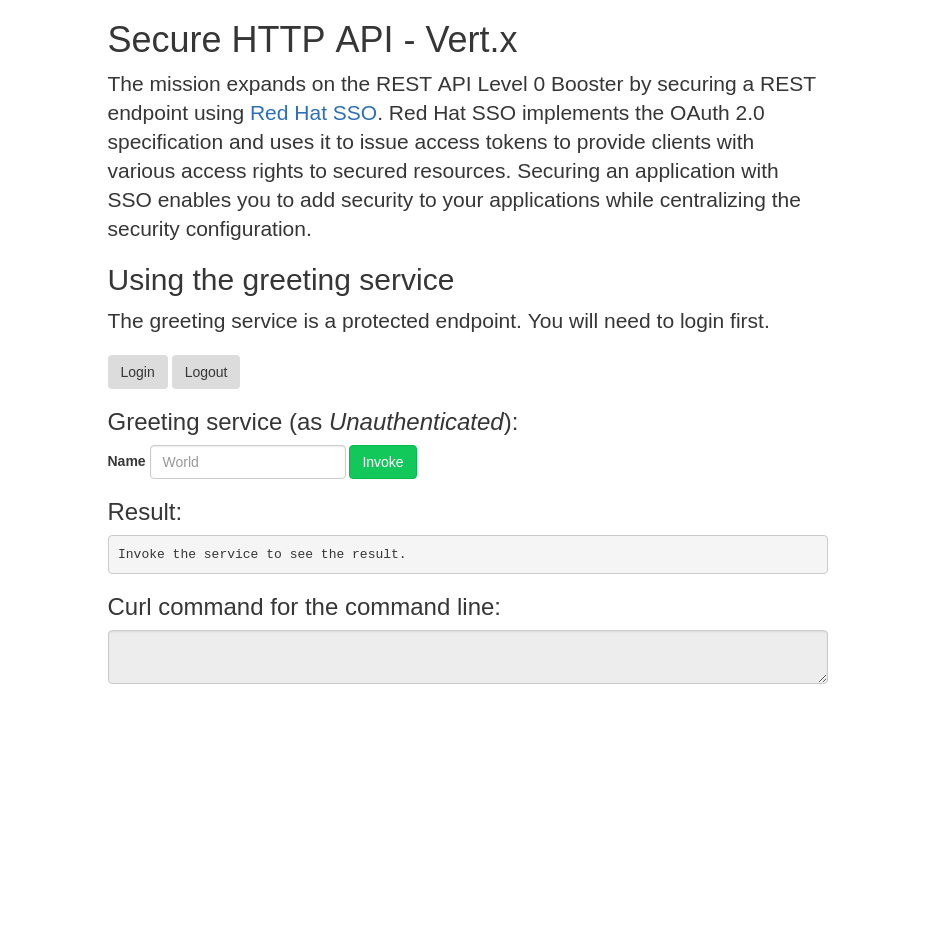 Secure HTTP API - Vert.x
The mission expands on the REST API Level 0 Booster by securing a REST
endpoint using Red Hat SSO. Red Hat SSO implements the OAuth 2.0
specification and uses it to issue access tokens to provide clients with
various access rights to secured resources. Securing an application with
SSO enables you to add security to your applications while centralizing the
security configuration.
Using the greeting service
The greeting service is a protected endpoint. You will need to login first.
Login Logout
Greeting service (as Unauthenticated):
Name World Invoke
Result:
Invoke the service to see the result.
Curl command for the command line: